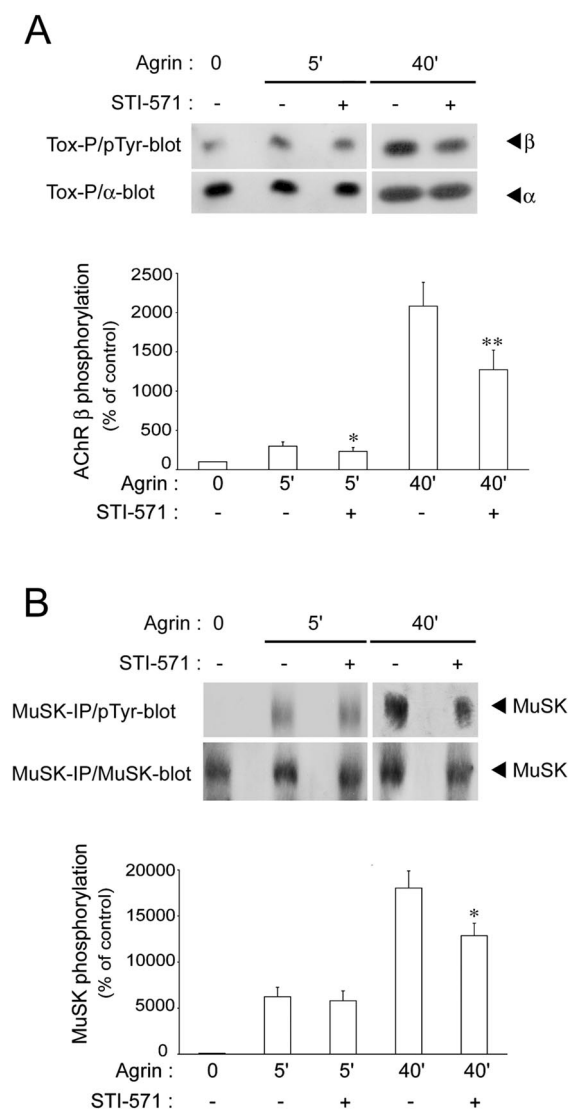 A
Agrin : 0 5' 40'
STI-571 : - - + - +
Tox-P/pTyr-blot ◄β
Tox-P/α-blot ◄α
AChR β phosphorylation
(% of control)
2500
2000
1500
1000
500
0
*
**
Agrin : 0 5' 5' 40' 40'
STI-571 : - - + - +
B
Agrin : 0 5' 40'
STI-571 : - - + - +
MuSK-IP/pTyr-blot ◄ MuSK
MuSK-IP/MuSK-blot ◄ MuSK
MuSK phosphorylation
(% of control)
20000
15000
10000
5000
0
*
Agrin : 0 5' 5' 40' 40'
STI-571 : - - + - +